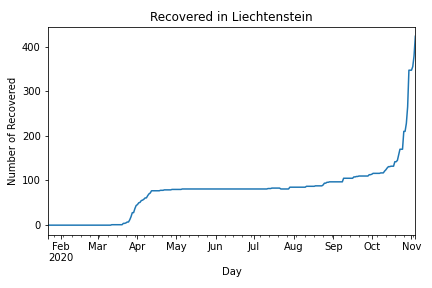 Recovered in Liechtenstein
Number of Recovered
400
300
200
100
0
Feb Mar Apr May Jun Jul Aug Sep Oct Nov
2020
Day